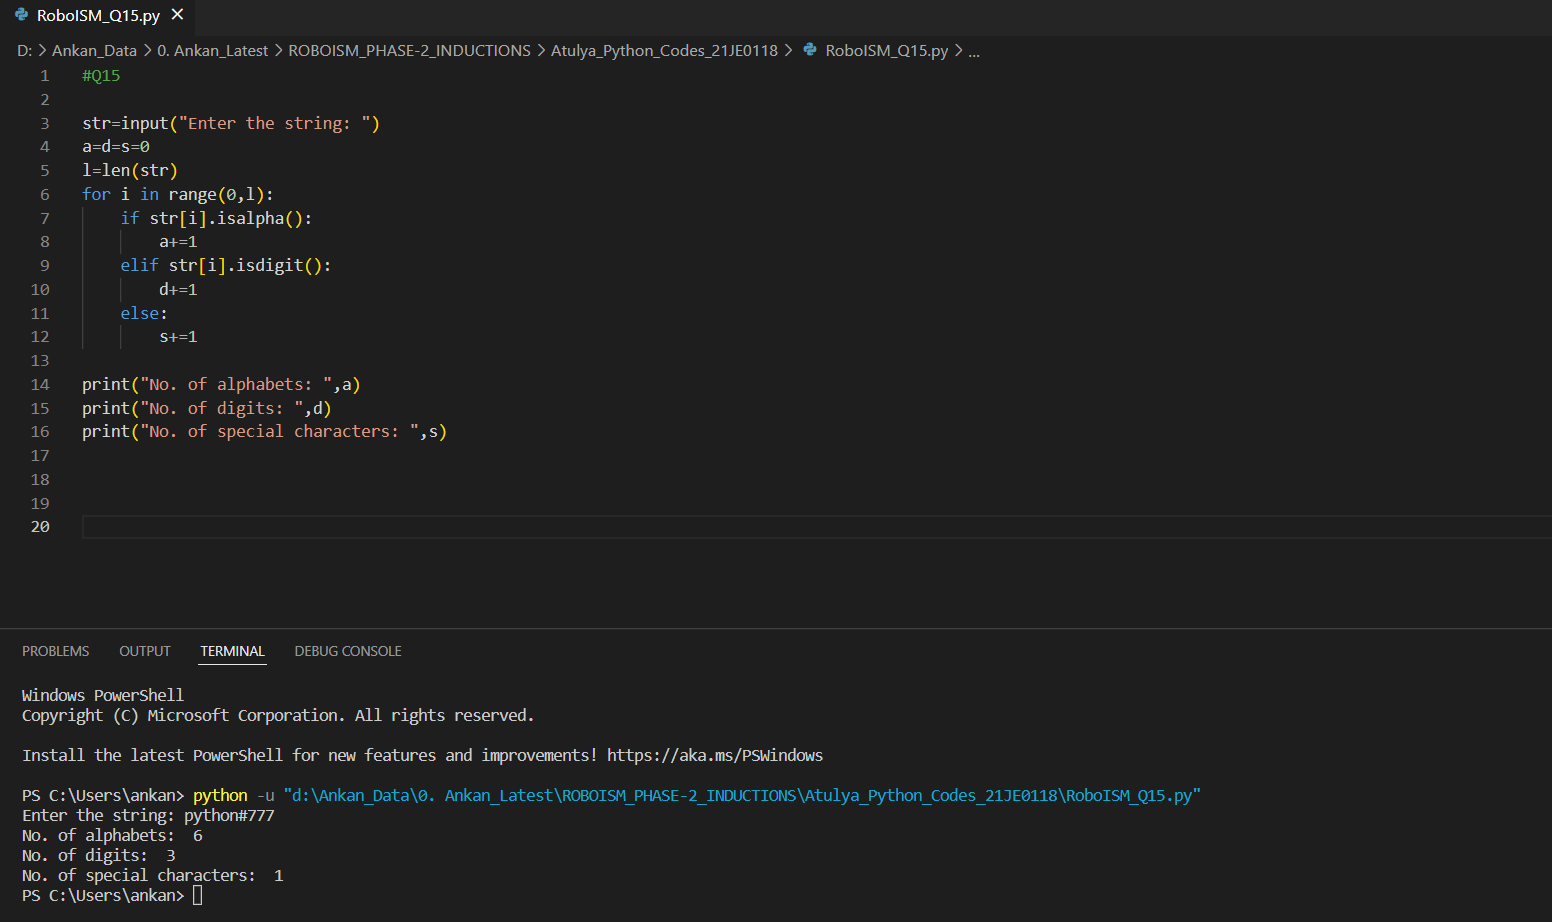 RoboISM_Q15.py
D: > Ankan_Data > 0. Ankan_Latest > ROBOISM_PHASE-2_INDUCTIONS > Atulya_Python_Codes_21JE0118 > RoboISM_Q15.py > ...
1 #Q15
2
3 str=input("Enter the string: ")
4 a=d=s=0
5 l=len(str)
6 for i in range(0,l):
7     if str[i].isalpha():
8         a+=1
9     elif str[i].isdigit():
10         d+=1
11     else:
12         s+=1
13
14 print("No. of alphabets: ",a)
15 print("No. of digits: ",d)
16 print("No. of special characters: ",s)
17
18
19
20
PROBLEMS OUTPUT TERMINAL DEBUG CONSOLE
Windows PowerShell
Copyright (C) Microsoft Corporation. All rights reserved.
Install the latest PowerShell for new features and improvements! https://aka.ms/PSWindows
PS C:\Users\ankan> python -u "d:\Ankan_Data\0. Ankan_Latest\ROBOISM_PHASE-2_INDUCTIONS\Atulya_Python_Codes_21JE0118\RoboISM_Q15.py"
Enter the string: python#777
No. of alphabets:  6
No. of digits:  3
No. of special characters:  1
PS C:\Users\ankan>